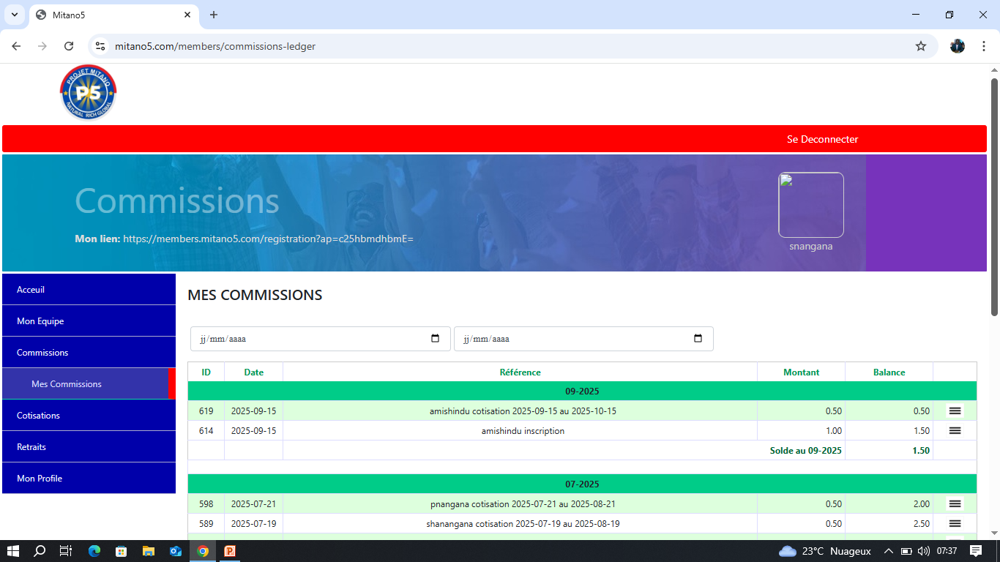 Mitano5
mitano5.com/members/commissions-ledger
PROJET MITANO
P5
NATURAL RICH GLOBAL
Se Deconnecter
Commissions
Mon lien: https://members.mitano5.com/registration?ap=c25hbmdhbmE=
snangana
Acceuil
Mon Equipe
Commissions
Mes Commissions
Cotisations
Retraits
Mon Profile
MES COMMISSIONS
jj/mm/aaaa jj/mm/aaaa
ID Date Référence Montant Balance
09-2025
619 2025-09-15 amishindu cotisation 2025-09-15 au 2025-10-15 0.50 0.50
614 2025-09-15 amishindu inscription 1.00 1.50
Solde au 09-2025 1.50
07-2025
598 2025-07-21 pnangana cotisation 2025-07-21 au 2025-08-21 0.50 2.00
589 2025-07-19 shanangana cotisation 2025-07-19 au 2025-08-19 0.50 2.50
23°C Nuageux 07:37